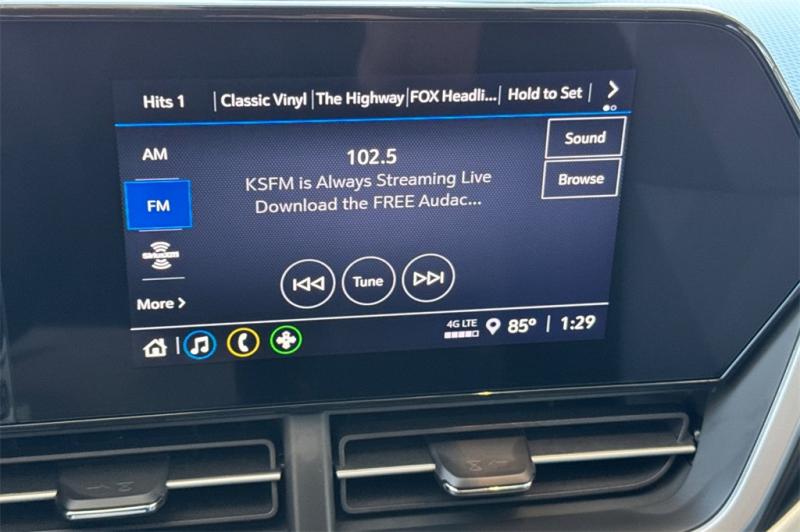 Hits 1 | Classic Vinyl | The Highway | FOX Headli... | Hold to Set |
AM
102.5
Sound
KSFM is Always Streaming Live
Download the FREE Audac...
Browse
FM
SiriusXM
Tune
More
4G LTE 85° | 1:29